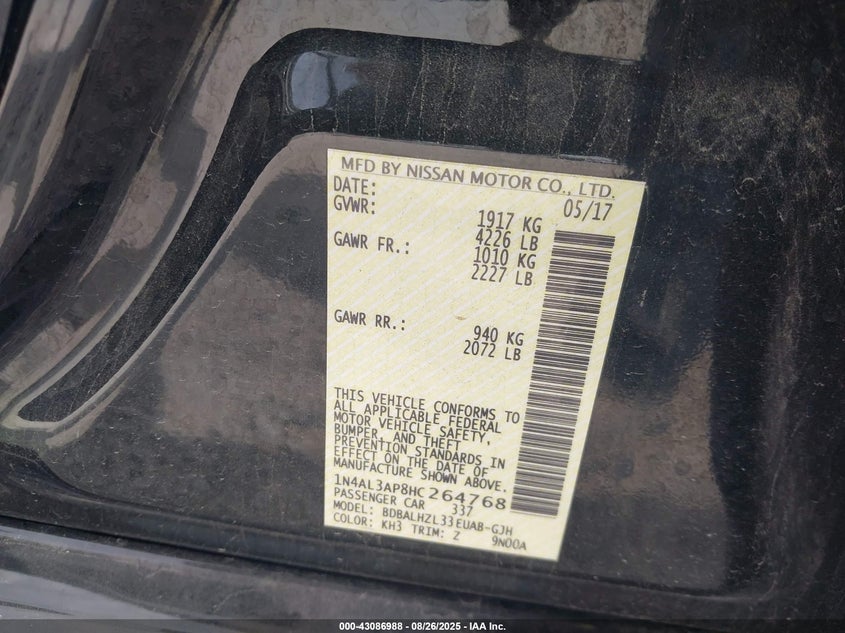 MFD BY NISSAN MOTOR CO., LTD.
DATE: 05/17
GVWR: 1917 KG
4226 LB
GAWR FR.: 1010 KG
2227 LB
GAWR RR.: 940 KG
2072 LB
THIS VEHICLE CONFORMS TO
ALL APPLICABLE FEDERAL
MOTOR VEHICLE SAFETY,
BUMPER, AND THEFT
PREVENTION STANDARDS IN
EFFECT ON THE DATE OF
MANUFACTURE SHOWN ABOVE.
1N4AL3AP8HC264768
PASSENGER CAR 337
MODEL: BDBALHZL33EUAB-GJH
COLOR: KH3 TRIM: Z 9N00A
000-43086988 - 08/26/2025 - IAA Inc.